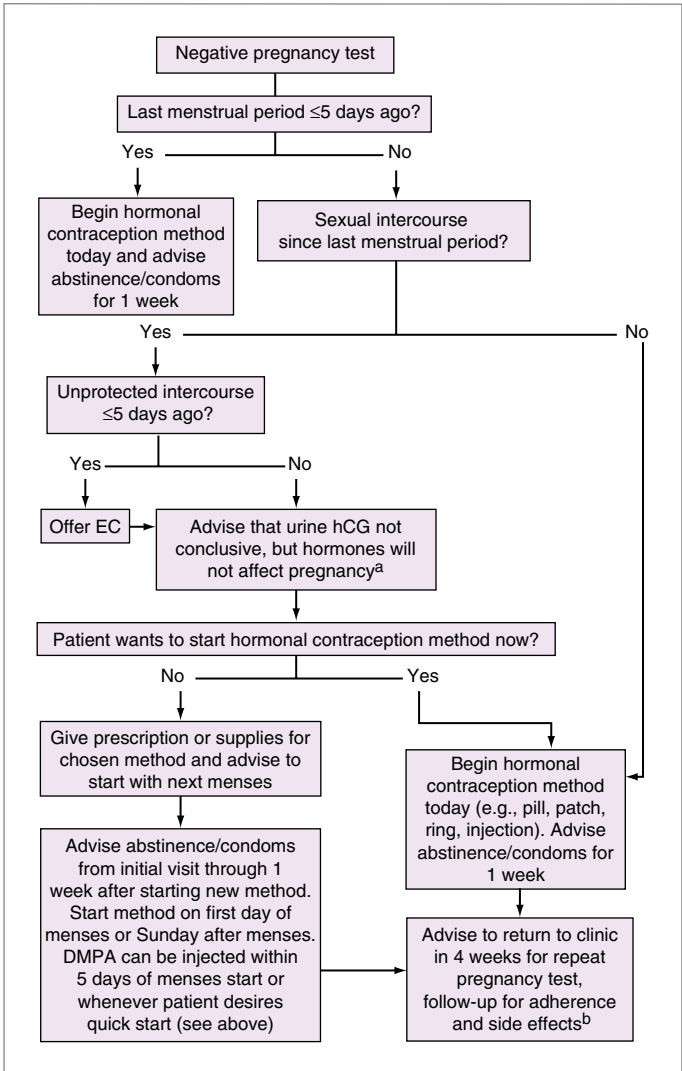 Negative pregnancy test
Last menstrual period ≤5 days ago?
Yes
No
Begin hormonal
contraception method
today and advise
abstinence/condoms
for 1 week
Sexual intercourse
since last menstrual period?
Yes
No
Unprotected intercourse
≤5 days ago?
Yes
No
Offer EC
Advise that urine hCG not
conclusive, but hormones will
not affect pregnancyᵃ
Patient wants to start hormonal contraception method now?
No
Yes
Give prescription or supplies for
chosen method and advise to
start with next menses
Begin hormonal
contraception method
today (e.g., pill, patch,
ring, injection). Advise
abstinence/condoms for
1 week
Advise abstinence/condoms
from initial visit through 1
week after starting new method.
Start method on first day of
menses or Sunday after menses.
DMPA can be injected within
5 days of menses start or
whenever patient desires
quick start (see above)
Advise to return to clinic
in 4 weeks for repeat
pregnancy test,
follow-up for adherence
and side effectsᵇ